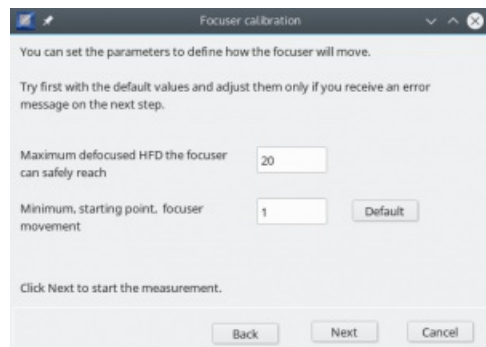 Focuser calibration
You can set the parameters to define how the focuser will move.
Try first with the default values and adjust them only if you receive an error
message on the next step.
Maximum defocused HFD the focuser
can safely reach
20
Minimum, starting point, focuser
movement
1
Default
Click Next to start the measurement.
Back
Next
Cancel